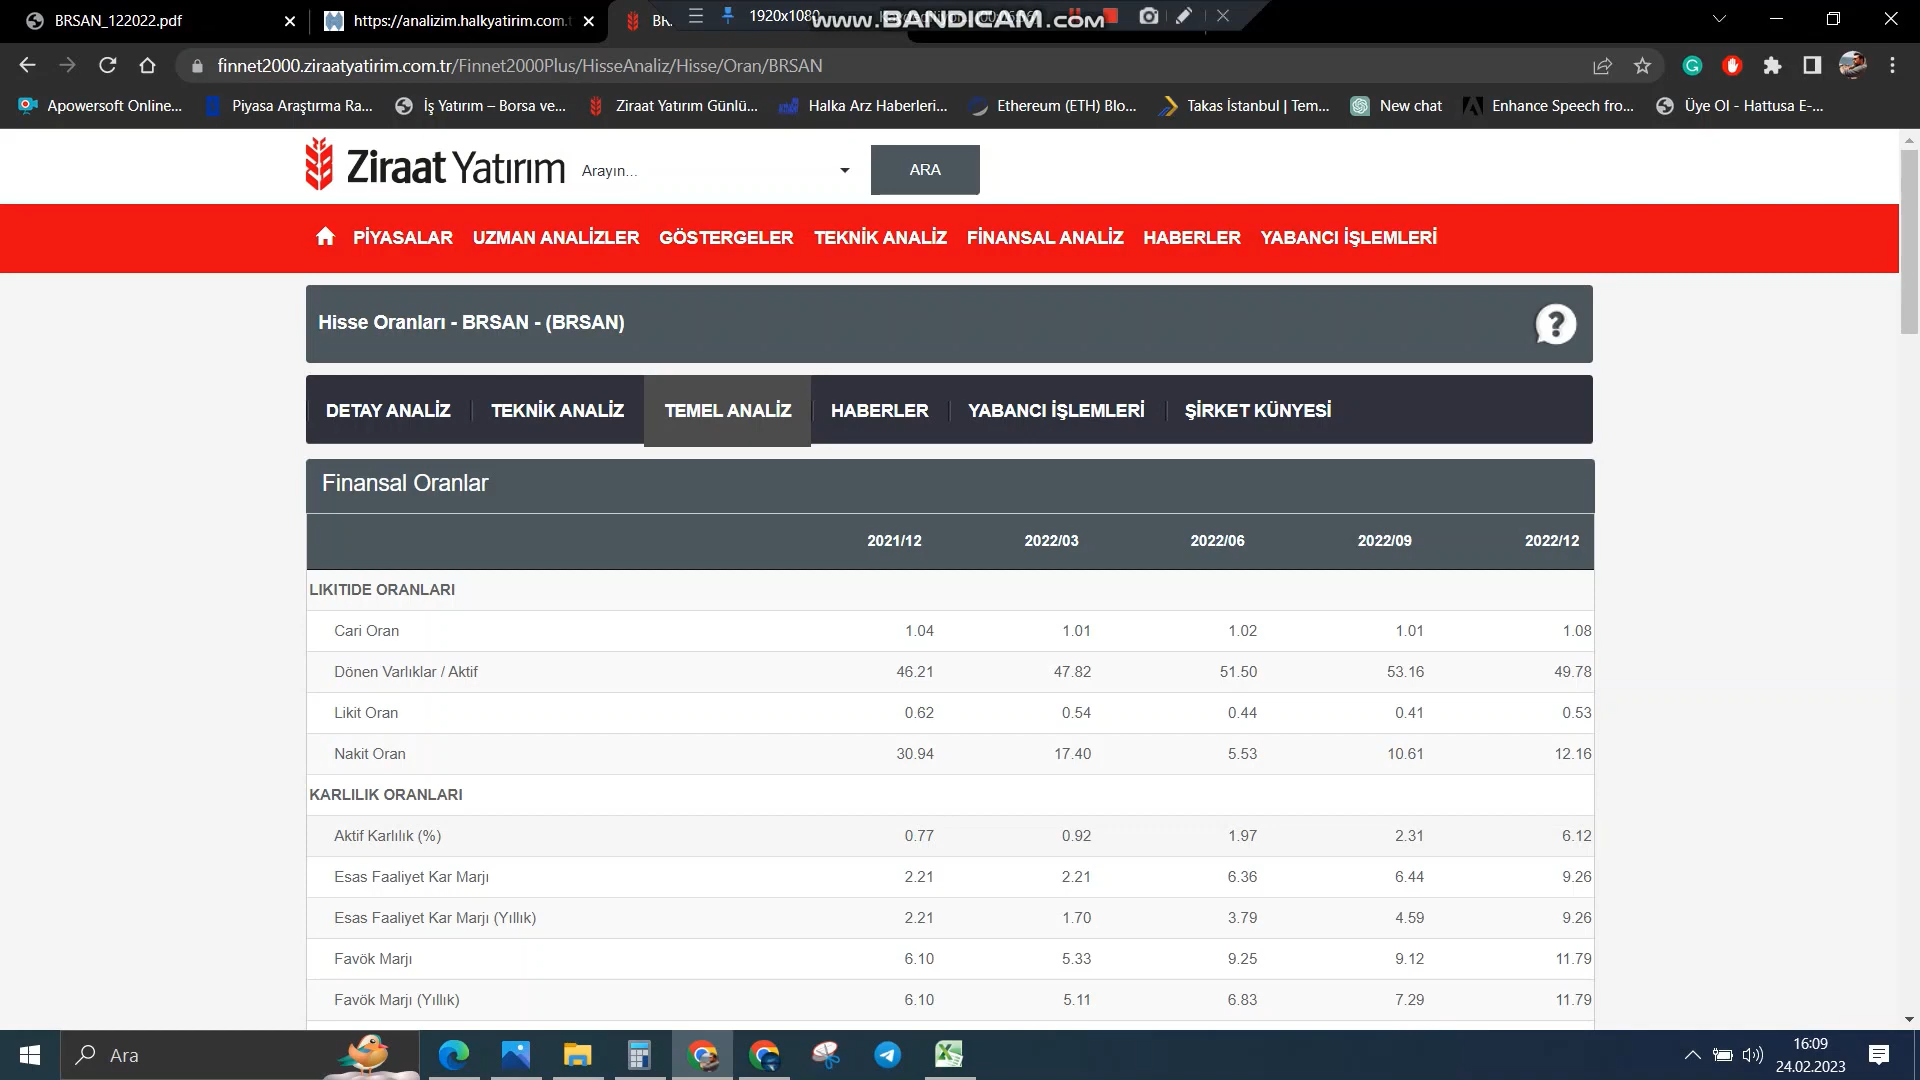 BRSAN_122022.pdf
https://analizim.halkyatirim.com.t
1920x1080
www.BANDICAM.com
finnet2000.ziraatyatirim.com.tr/Finnet2000Plus/HisseAnaliz/Hisse/Oran/BRSAN
Apowersoft Online... Piyasa Araştırma Ra... İş Yatırım – Borsa ve... Ziraat Yatırım Günlü... Halka Arz Haberleri... Ethereum (ETH) Blo... Takas İstanbul | Tem... New chat Enhance Speech fro... Üye Ol - Hattusa E-...
Ziraat Yatırım Arayın... ARA
PİYASALAR UZMAN ANALİZLER GÖSTERGELER TEKNİK ANALİZ FİNANSAL ANALİZ HABERLER YABANCI İŞLEMLERİ
Hisse Oranları - BRSAN - (BRSAN)
DETAY ANALİZ TEKNİK ANALİZ TEMEL ANALİZ HABERLER YABANCI İŞLEMLERİ ŞİRKET KÜNYESİ
Finansal Oranlar
2021/12 2022/03 2022/06 2022/09 2022/12
LIKITIDE ORANLARI
Cari Oran 1.04 1.01 1.02 1.01 1.08
Dönen Varlıklar / Aktif 46.21 47.82 51.50 53.16 49.78
Likit Oran 0.62 0.54 0.44 0.41 0.53
Nakit Oran 30.94 17.40 5.53 10.61 12.16
KARLILIK ORANLARI
Aktif Karlılık (%) 0.77 0.92 1.97 2.31 6.12
Esas Faaliyet Kar Marjı 2.21 2.21 6.36 6.44 9.26
Esas Faaliyet Kar Marjı (Yıllık) 2.21 1.70 3.79 4.59 9.26
Favök Marjı 6.10 5.33 9.25 9.12 11.79
Favök Marjı (Yıllık) 6.10 5.11 6.83 7.29 11.79
Ara
16:09
24.02.2023